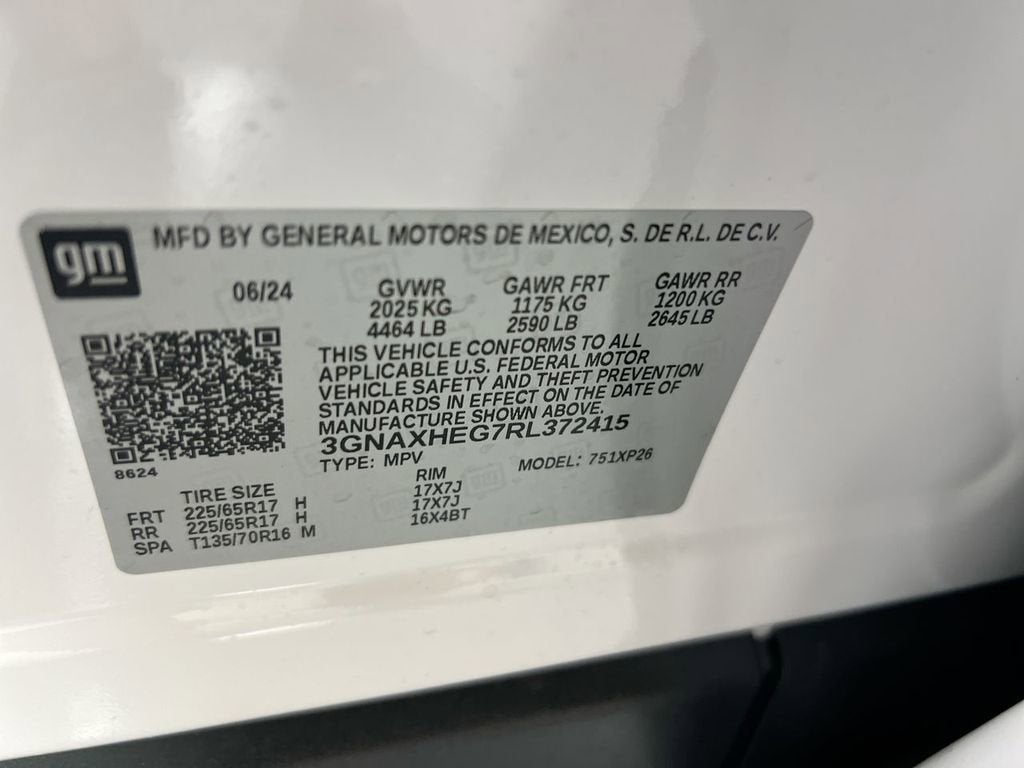 gm
MFD BY GENERAL MOTORS DE MEXICO, S. DE R.L. DE C.V.
06/24 GVWR GAWR FRT GAWR RR
2025 KG 1175 KG 1200 KG
4464 LB 2590 LB 2645 LB
THIS VEHICLE CONFORMS TO ALL
APPLICABLE U.S. FEDERAL MOTOR
VEHICLE SAFETY AND THEFT PREVENTION
STANDARDS IN EFFECT ON THE DATE OF
MANUFACTURE SHOWN ABOVE.
3GNAXHEG7RL372415
8624 TYPE: MPV MODEL: 751XP26
TIRE SIZE RIM
FRT 225/65R17 H 17X7J
RR 225/65R17 H 17X7J
SPA T135/70R16 M 16X4BT